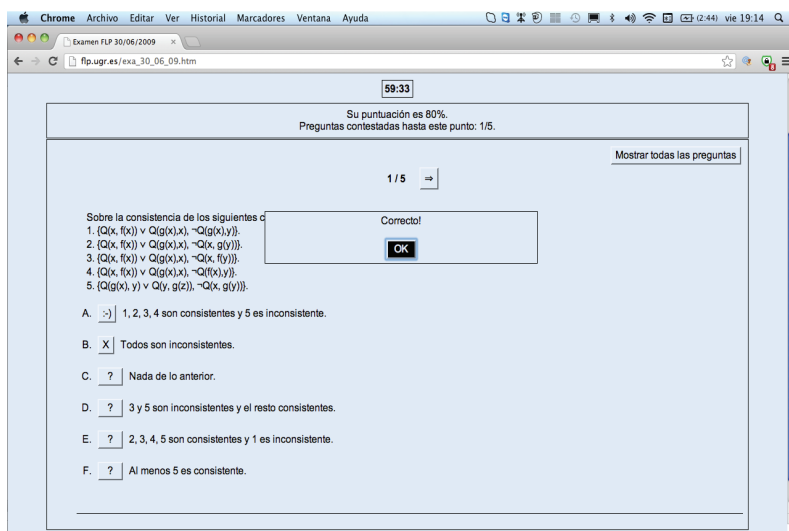 Chrome Archivo Editar Ver Historial Marcadores Ventana Ayuda (2:44) vie 19:14
Examen FLP 30/06/2009 ×
flp.ugr.es/exa_30_06_09.htm
59:33
Su puntuación es 80%.
Preguntas contestadas hasta este punto: 1/5.
Mostrar todas las preguntas
1 / 5 ⇒
Sobre la consistencia de los siguientes c
Correcto!
OK
1. {Q(x, f(x)) ∨ Q(g(x),x), ¬Q(g(x),y)}.
2. {Q(x, f(x)) ∨ Q(g(x),x), ¬Q(x, g(y))}.
3. {Q(x, f(x)) ∨ Q(g(x),x), ¬Q(x, f(y))}.
4. {Q(x, f(x)) ∨ Q(g(x),x), ¬Q(f(x),y)}.
5. {Q(g(x), y) ∨ Q(y, g(z)), ¬Q(x, g(y))}.
A. :-) 1, 2, 3, 4 son consistentes y 5 es inconsistente.
B. X Todos son inconsistentes.
C. ? Nada de lo anterior.
D. ? 3 y 5 son inconsistentes y el resto consistentes.
E. ? 2, 3, 4, 5 son consistentes y 1 es inconsistente.
F. ? Al menos 5 es consistente.